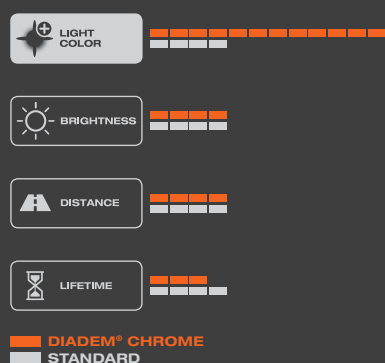 LIGHT
COLOR
BRIGHTNESS
DISTANCE
LIFETIME
DIADEM® CHROME
STANDARD